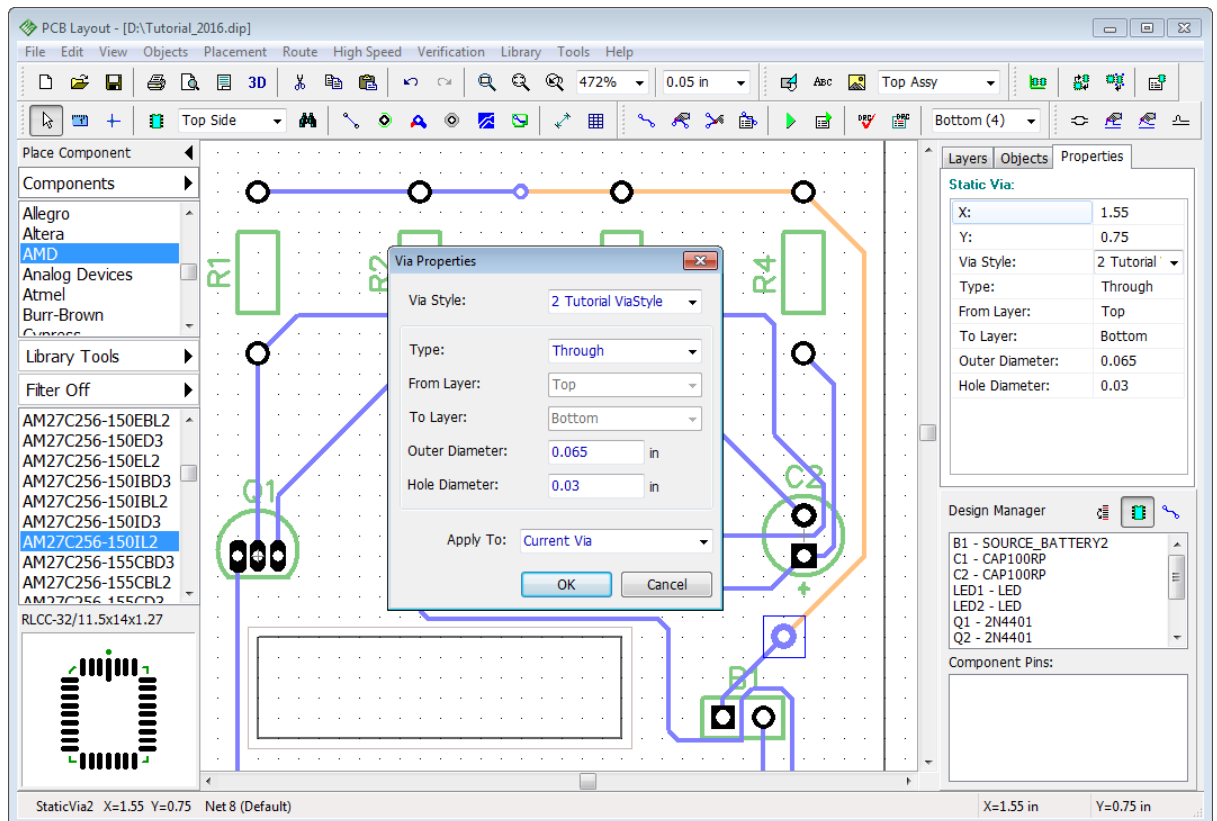 PCB Layout - [D:\Tutorial_2016.dip]
File Edit View Objects Placement Route High Speed Verification Library Tools Help
3D 472% 0.05 in ABC Top Assy
Top Side DRC DRC Bottom (4)
Place Component
Components
Allegro
Altera
AMD
Analog Devices
Atmel
Burr-Brown
Cypress
Library Tools
Filter Off
AM27C256-150EBL2
AM27C256-150ED3
AM27C256-150EL2
AM27C256-150IBD3
AM27C256-150IBL2
AM27C256-150ID3
AM27C256-150IL2
AM27C256-155CBD3
AM27C256-155CBL2
AM27C256-155CD3
RLCC-32/11.5x14x1.27
R1
R2
R4
Q1
C2
+
B1
Via Properties
Via Style: 2 Tutorial ViaStyle
Type: Through
From Layer: Top
To Layer: Bottom
Outer Diameter: 0.065 in
Hole Diameter: 0.03 in
Apply To: Current Via
OK Cancel
Layers Objects Properties
Static Via:
X: 1.55
Y: 0.75
Via Style: 2 Tutorial
Type: Through
From Layer: Top
To Layer: Bottom
Outer Diameter: 0.065
Hole Diameter: 0.03
Design Manager
B1 - SOURCE_BATTERY2
C1 - CAP100RP
C2 - CAP100RP
LED1 - LED
LED2 - LED
Q1 - 2N4401
Q2 - 2N4401
Component Pins:
StaticVia2 X=1.55 Y=0.75 Net 8 (Default) X=1.55 in Y=0.75 in